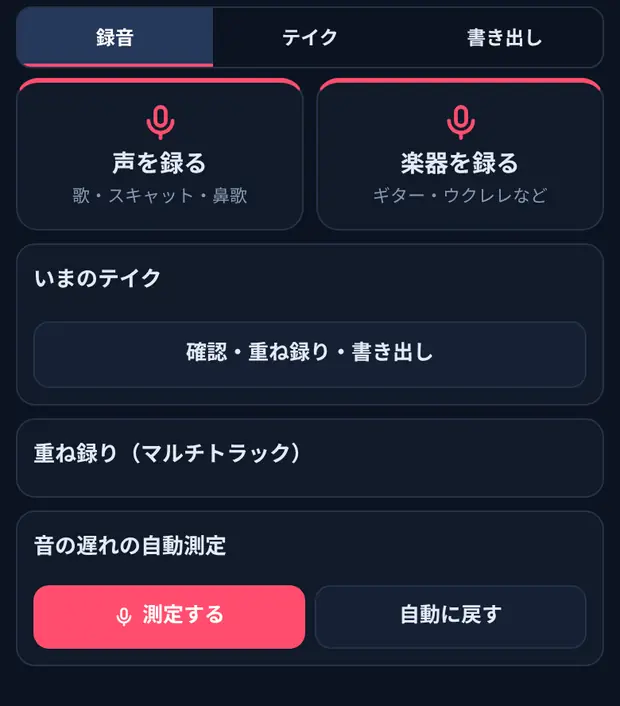 録音
テイク
書き出し
声を録る
歌・スキャット・鼻歌
楽器を録る
ギター・ウクレレなど
いまのテイク
確認・重ね録り・書き出し
重ね録り（マルチトラック）
音の遅れの自動測定
測定する
自動に戻す